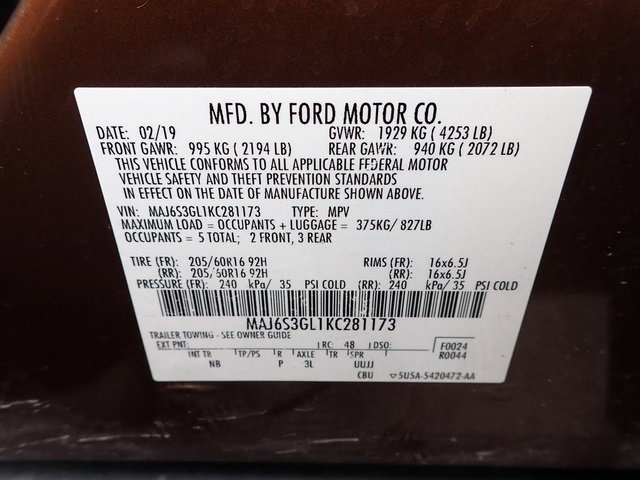 MFD. BY FORD MOTOR CO.
DATE: 02/19 GVWR: 1929 KG ( 4253 LB)
FRONT GAWR: 995 KG ( 2194 LB) REAR GAWR: 940 KG ( 2072 LB)
THIS VEHICLE CONFORMS TO ALL APPLICABLE FEDERAL MOTOR
VEHICLE SAFETY AND THEFT PREVENTION STANDARDS
IN EFFECT ON THE DATE OF MANUFACTURE SHOWN ABOVE.
VIN: MAJ6S3GL1KC281173 TYPE: MPV
MAXIMUM LOAD = OCCUPANTS + LUGGAGE = 375KG/ 827LB
OCCUPANTS = 5 TOTAL; 2 FRONT, 3 REAR
TIRE (FR): 205/60R16 92H RIMS (FR): 16x6.5J
(RR): 205/60R16 92H (RR): 16x6.5J
PRESSURE (FR): 240 kPa/ 35 PSI COLD (RR): 240 kPa/ 35 PSI COLD
MAJ6S3GL1KC281173
TRAILER TOWING - SEE OWNER GUIDE
EXT PNT: RC: 48 DSO: F0024
INT TR TP/PS R AXLE TR SPR R0044
NB P 3L UUJJ
CBU 5USA-5420472-AA